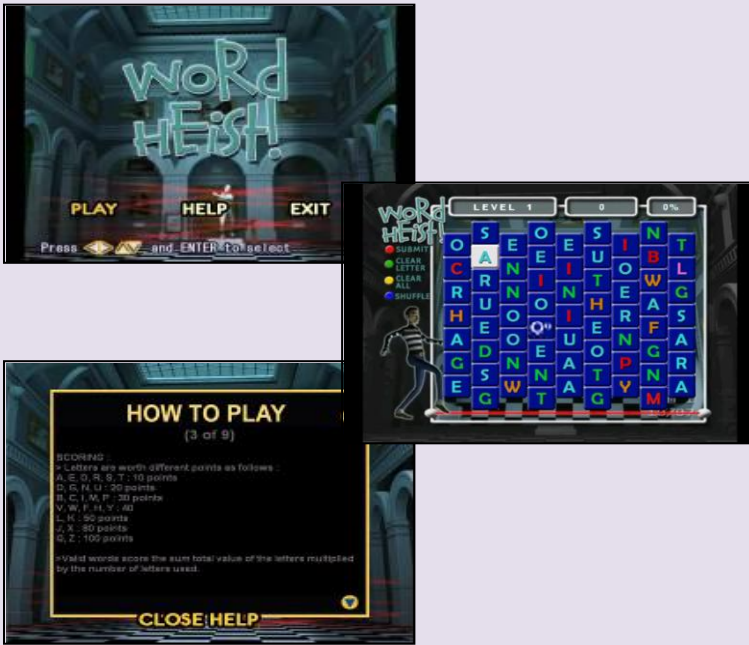 WORD
HEIST!
PLAY HELP EXIT
Press and ENTER to select
WORD
HEIST!
LEVEL 1 0 0%
SUBMIT
CLEAR
LETTER
CLEAR
ALL
SHUFFLE
S O S N
O E E I T
A E U B
C N I O L
R I T W
R N N E G
U O H A
H O I R S
E Qu E F
A O U N A
D E O G
G N A P R
S N T N
E W A Y A
G T G M
HOW TO PLAY
(3 of 9)
SCORING :
> Letters are worth different points as follows :
A, E, O, R, S, T : 10 points
D, G, N, U : 20 points
B, C, I, M, P : 30 points
V, W, F, H, Y : 40
L, K : 50 points
J, X : 80 points
Q, Z : 100 points
>Valid words score the sum total value of the letters multiplied
by the number of letters used.
CLOSE HELP